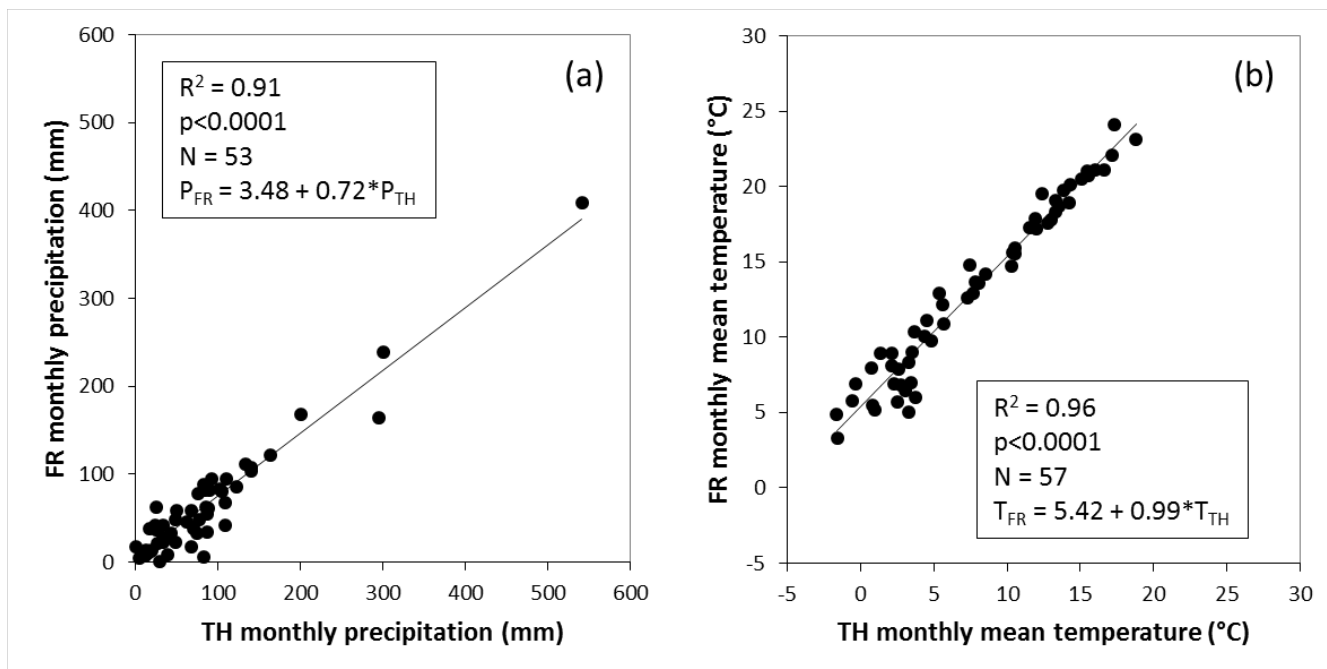 (a)
R² = 0.91
p<0.0001
N = 53
P_FR = 3.48 + 0.72*P_TH
FR monthly precipitation (mm)
600
500
400
300
200
100
0
0 100 200 300 400 500 600
TH monthly precipitation (mm)
(b)
R² = 0.96
p<0.0001
N = 57
T_FR = 5.42 + 0.99*T_TH
FR monthly mean temperature (°C)
30
25
20
15
10
5
0
-5
-5 0 5 10 15 20 25 30
TH monthly mean temperature (°C)